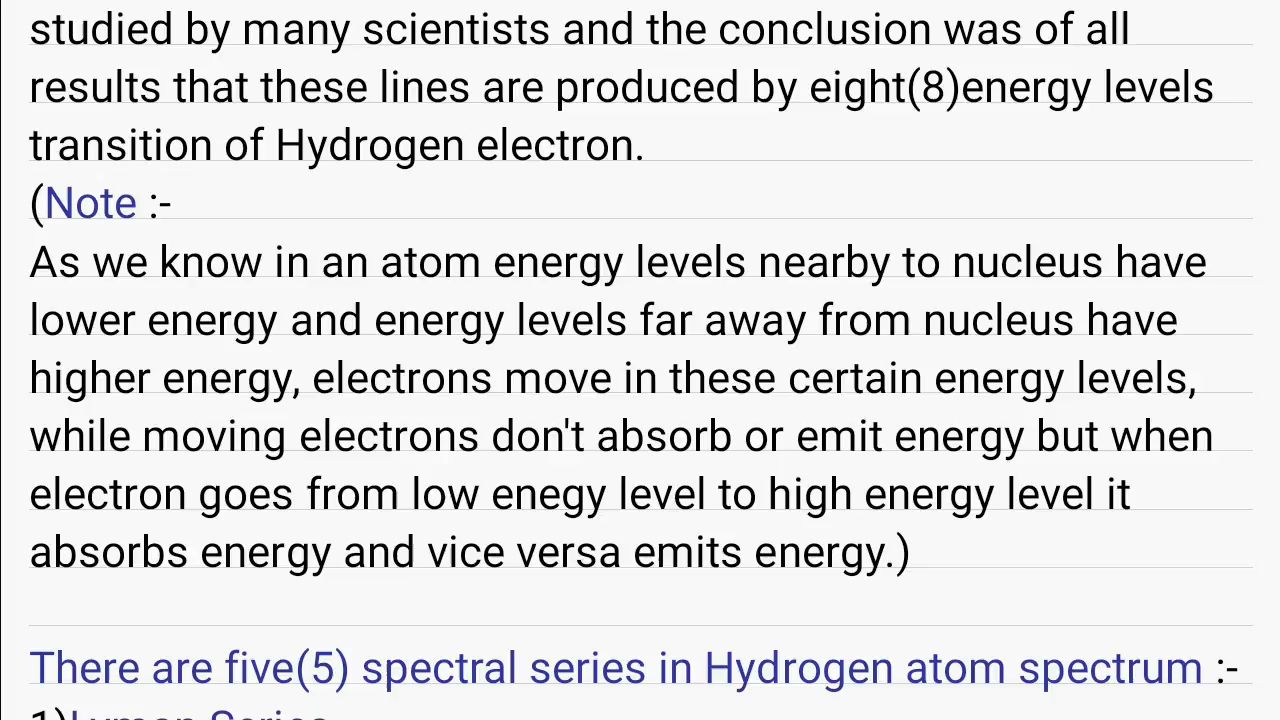 studied by many scientists and the conclusion was of all
results that these lines are produced by eight(8)energy levels
transition of Hydrogen electron.
(Note :-
As we know in an atom energy levels nearby to nucleus have
lower energy and energy levels far away from nucleus have
higher energy, electrons move in these certain energy levels,
while moving electrons don't absorb or emit energy but when
electron goes from low enegy level to high energy level it
absorbs energy and vice versa emits energy.)
There are five(5) spectral series in Hydrogen atom spectrum :-
1)Lyman Series